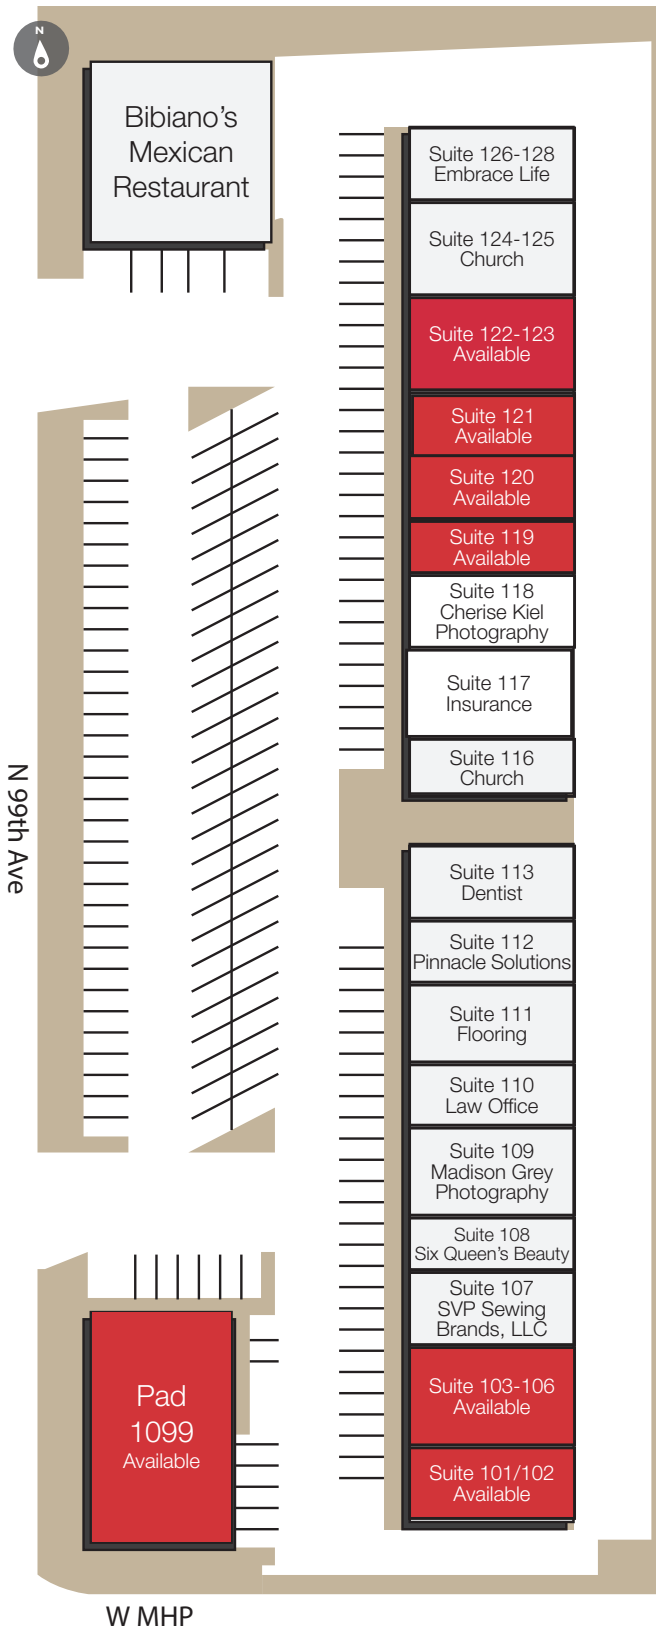 N
Bibiano's
Mexican
Restaurant
Suite 126-128
Embrace Life
Suite 124-125
Church
Suite 122-123
Available
Suite 121
Available
Suite 120
Available
Suite 119
Available
Suite 118
Cherise Kiel
Photography
Suite 117
Insurance
Suite 116
Church
N 99th Ave
Suite 113
Dentist
Suite 112
Pinnacle Solutions
Suite 111
Flooring
Suite 110
Law Office
Suite 109
Madison Grey
Photography
Suite 108
Six Queen's Beauty
Suite 107
SVP Sewing
Brands, LLC
Suite 103-106
Available
Pad
1099
Available
Suite 101/102
Available
W MHP